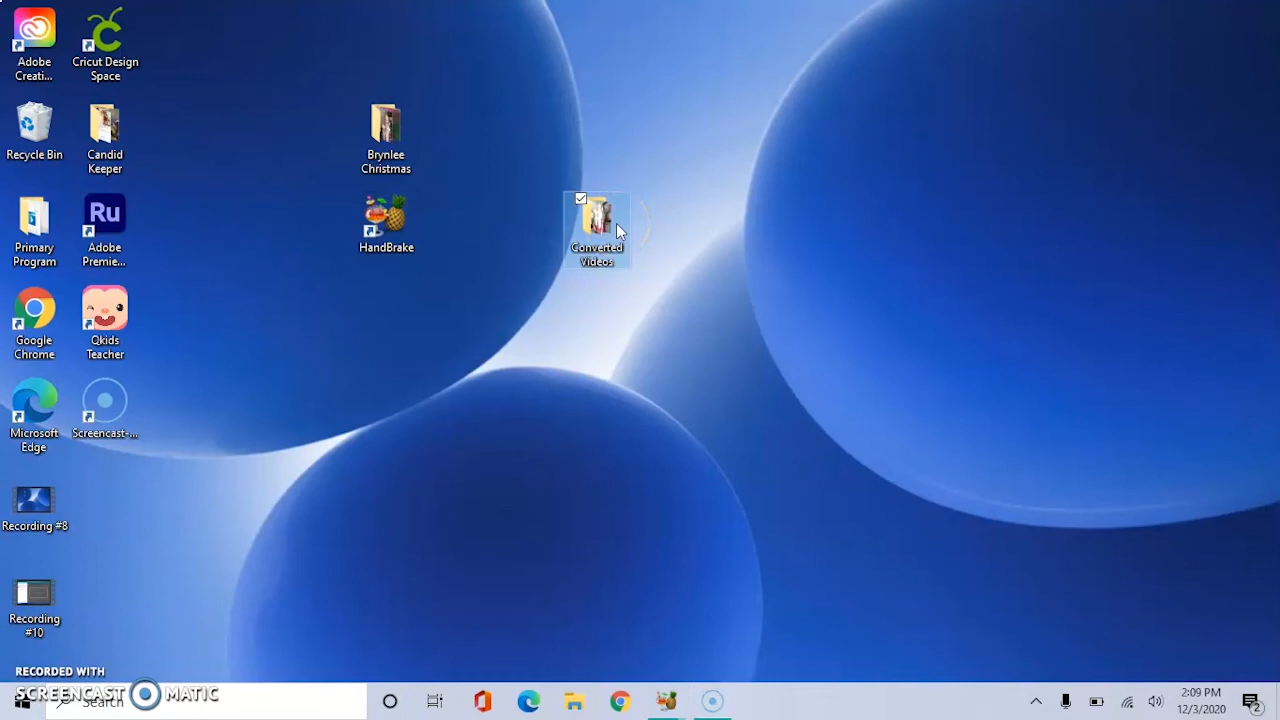 Adobe
Creati...
Cricut Design
Space
Recycle Bin
Candid
Keeper
Brynlee
Christmas
Primary
Program
Ru
Adobe
Premie...
HandBrake
Converted
Videos
Google
Chrome
Qkids
Teacher
Microsoft
Edge
Screencast-...
Recording #8
Recording
#10
RECORDED WITH
SCREENCAST MATIC
Search
2:09 PM
12/3/2020
2